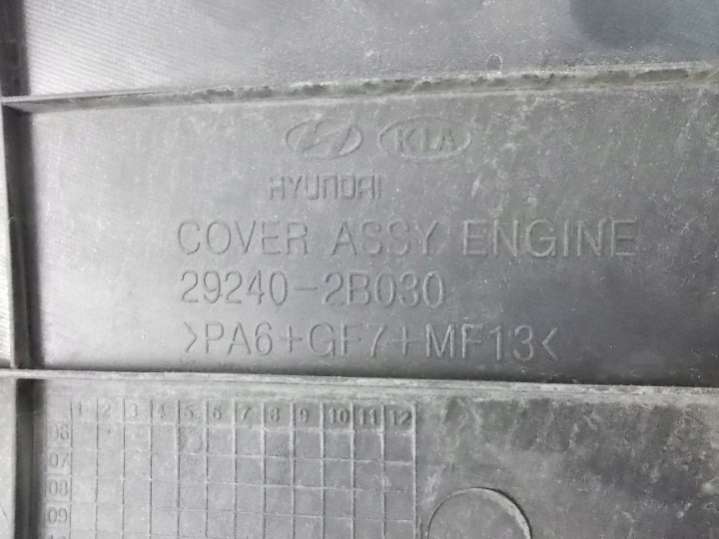 KIA
HYUNDAI
COVER ASSY ENGINE
29240-2B030
>PA6+GF7+MF13<
1 2 3 4 5 6 7 8 9 10 11 12
06
07
08
09